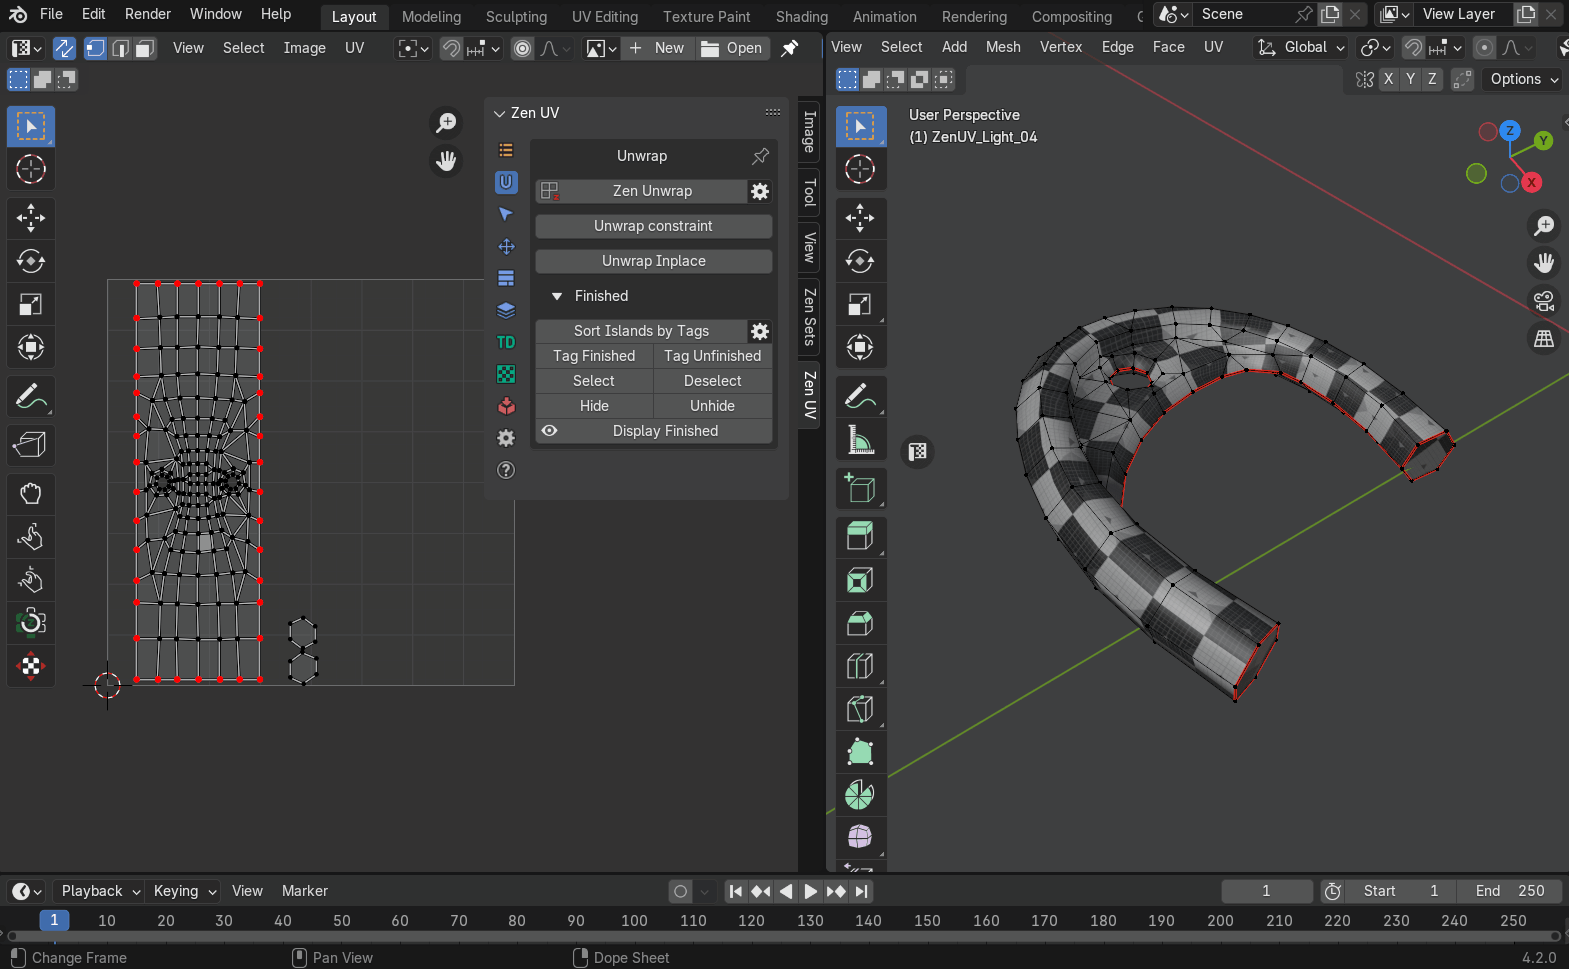 File Edit Render Window Help Layout Modeling Sculpting UV Editing Texture Paint Shading Animation Rendering Compositing Scene View Layer
View Select Image UV New Open
View Select Add Mesh Vertex Edge Face UV Global
X Y Z Options
Zen UV
Unwrap
Zen Unwrap
Unwrap constraint
Unwrap Inplace
Finished
Sort Islands by Tags
Tag Finished Tag Unfinished
Select Deselect
Hide Unhide
Display Finished
TD
Image
Tool
View
Zen Sets
Zen UV
User Perspective
(1) ZenUV_Light_04
Z
Y
X
Playback Keying View Marker 1 Start 1 End 250
1 10 20 30 40 50 60 70 80 90 100 110 120 130 140 150 160 170 180 190 200 210 220 230 240 250
Change Frame Pan View Dope Sheet 4.2.0